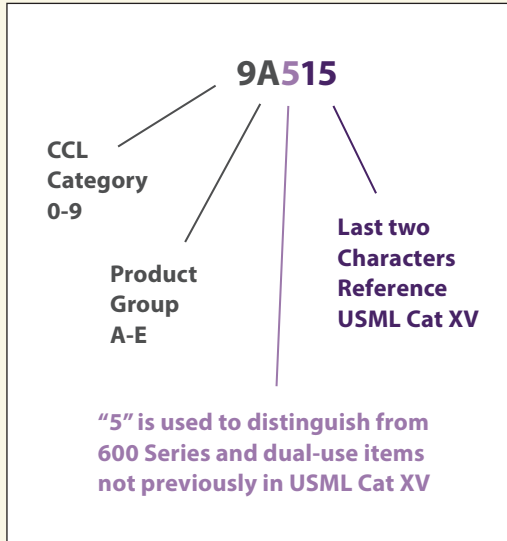 9A515
CCL
Category
0-9
Product
Group
A-E
Last two
Characters
Reference
USML Cat XV
“5” is used to distinguish from
600 Series and dual-use items
not previously in USML Cat XV